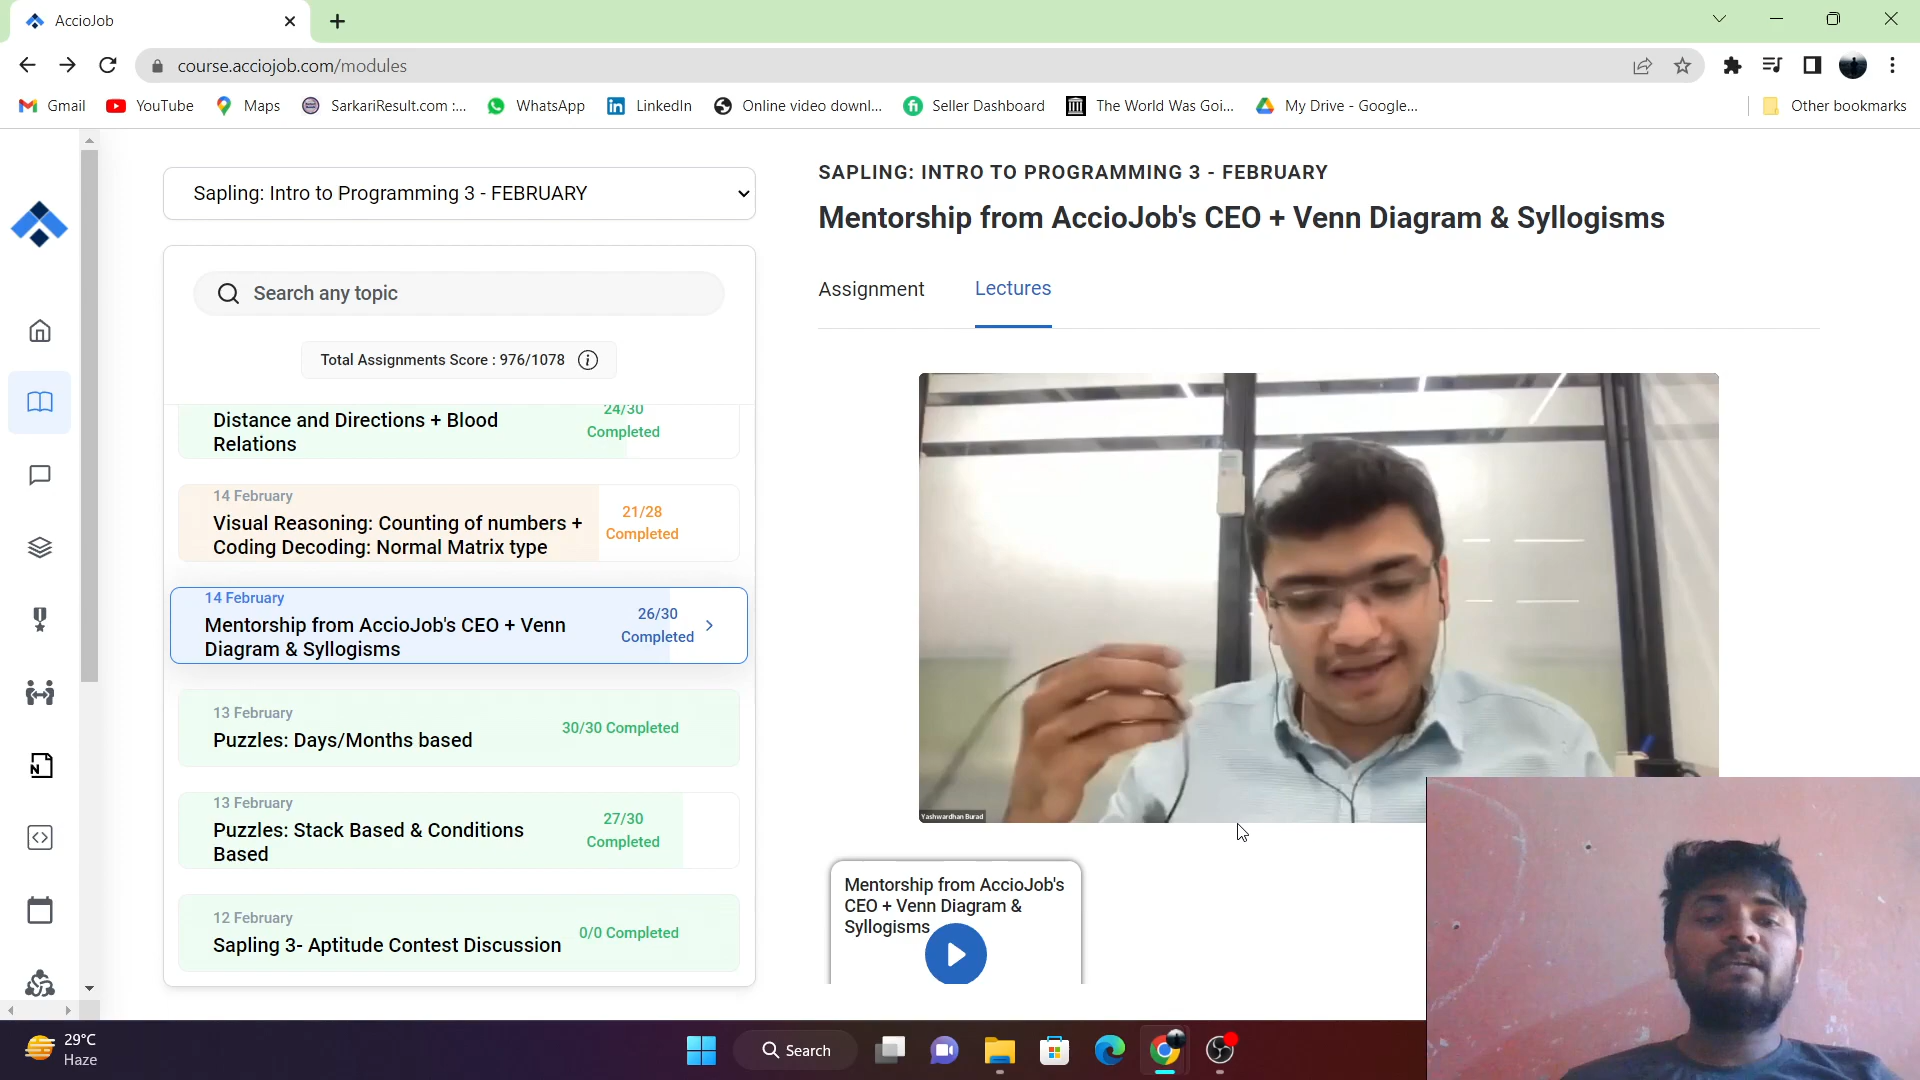 AccioJob
course.acciojob.com/modules
Gmail
YouTube
Maps
SarkariResult.com :...
WhatsApp
LinkedIn
Online video downl...
Seller Dashboard
The World Was Goi...
My Drive - Google...
Other bookmarks
Sapling: Intro to Programming 3 - FEBRUARY
Search any topic
Total Assignments Score : 976/1078
Distance and Directions + Blood
Relations
24/30
Completed
14 February
Visual Reasoning: Counting of numbers +
Coding Decoding: Normal Matrix type
21/28
Completed
14 February
Mentorship from AccioJob's CEO + Venn
Diagram & Syllogisms
26/30
Completed
13 February
Puzzles: Days/Months based
30/30 Completed
13 February
Puzzles: Stack Based & Conditions
Based
27/30
Completed
12 February
Sapling 3- Aptitude Contest Discussion
0/0 Completed
SAPLING: INTRO TO PROGRAMMING 3 - FEBRUARY
Mentorship from AccioJob's CEO + Venn Diagram & Syllogisms
Assignment
Lectures
Yashwardhan Burad
Mentorship from AccioJob's
CEO + Venn Diagram &
Syllogisms
29°C
Haze
Search